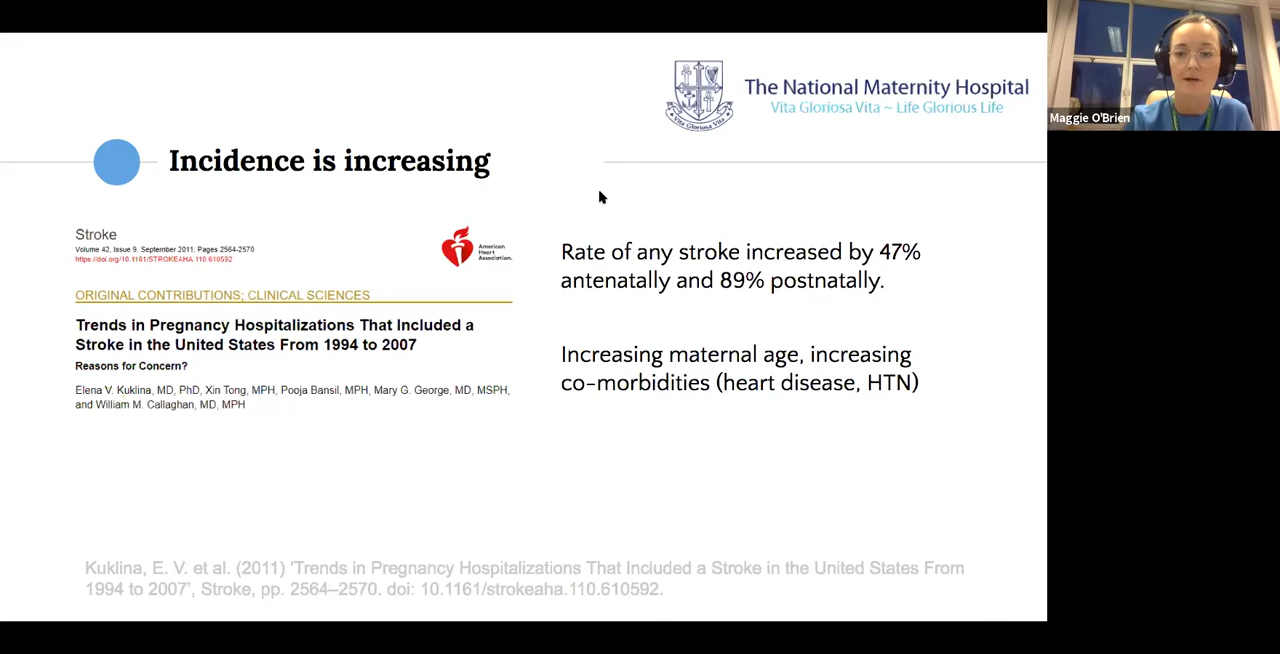 The National Maternity Hospital
Vita Gloriosa Vita ~ Life Glorious Life
Vita Gloriosa Vita
Maggie O'Brien
Incidence is increasing
Stroke
Volume 42, Issue 9, September 2011; Pages 2564-2570
https://doi.org/10.1161/STROKEAHA.110.610592
American
Heart
Association.
ORIGINAL CONTRIBUTIONS; CLINICAL SCIENCES
Trends in Pregnancy Hospitalizations That Included a
Stroke in the United States From 1994 to 2007
Reasons for Concern?
Elena V. Kuklina, MD, PhD, Xin Tong, MPH, Pooja Bansil, MPH, Mary G. George, MD, MSPH,
and William M. Callaghan, MD, MPH
Rate of any stroke increased by 47%
antenatally and 89% postnatally.
Increasing maternal age, increasing
co-morbidities (heart disease, HTN)
Kuklina, E. V. et al. (2011) 'Trends in Pregnancy Hospitalizations That Included a Stroke in the United States From
1994 to 2007', Stroke, pp. 2564–2570. doi: 10.1161/strokeaha.110.610592.